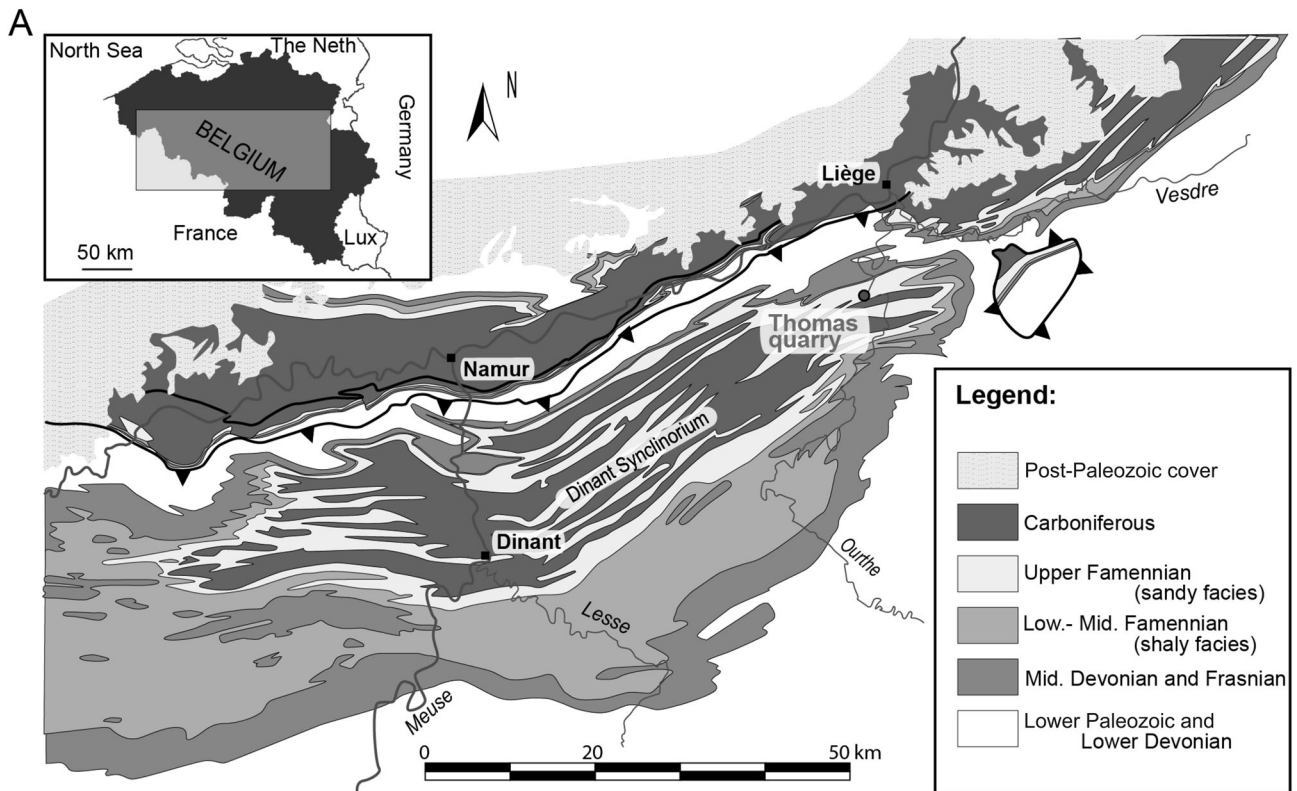 A
North Sea
The Neth
Germany
BELGIUM
France
Lux
50 km
N
Liège
Vesdre
Thomas
quarry
Namur
Dinant Synclinorium
Dinant
Ourthe
Lesse
Meuse
0
20
50 km
Legend:
Post-Paleozoic cover
Carboniferous
Upper Famennian
(sandy facies)
Low.- Mid. Famennian
(shaly facies)
Mid. Devonian and Frasnian
Lower Paleozoic and
Lower Devonian